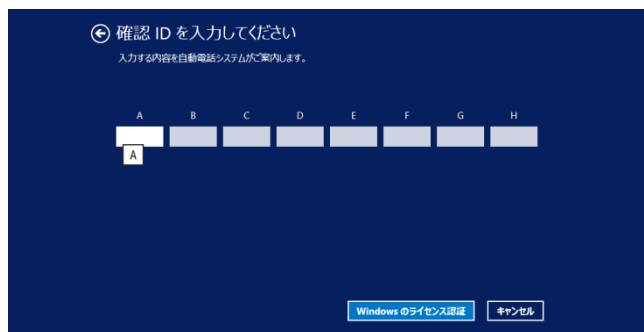 確認 ID を入力してください
入力する内容を自動電話システムがご案内します。
A B C D E F G H
A
Windows のライセンス認証 キャンセル